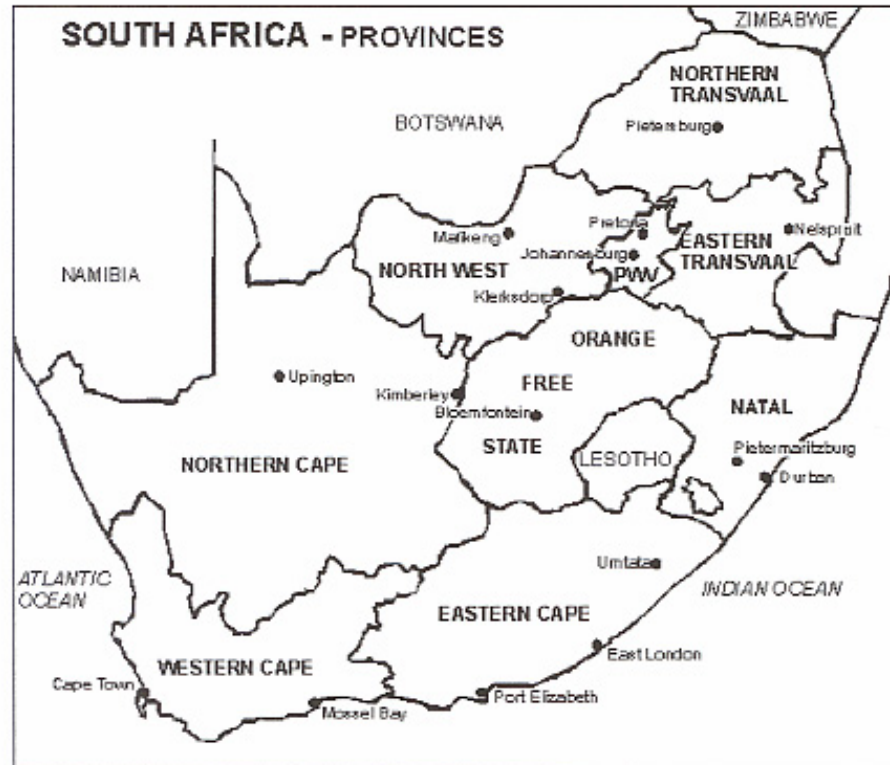 ZIMBABWE
SOUTH AFRICA - PROVINCES
NORTHERN
TRANSVAAL
BOTSWANA
Pietersburg
Pretoria
Nelspruit
Mafikeng
EASTERN
TRANSVAAL
Johannesburg
NORTH WEST
PWV
NAMIBIA
Klerksdorp
ORANGE
Upington
FREE
Kimberley
Bloemfontein
NATAL
STATE
Pietermaritzburg
LESOTHO
NORTHERN CAPE
Durban
Umtata
ATLANTIC
OCEAN
INDIAN OCEAN
EASTERN CAPE
East London
WESTERN CAPE
Cape Town
Port Elizabeth
Mossel Bay